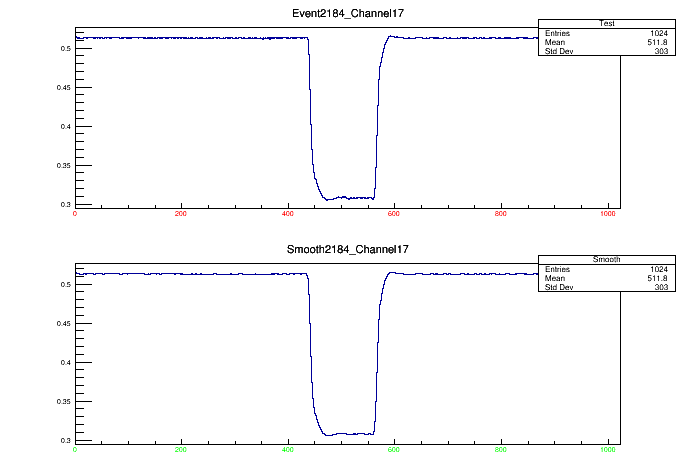 Event2184_Channel17
Test
Entries 1024
Mean 511.8
Std Dev 303
0.5
0.45
0.4
0.35
0.3
0 200 400 600 800 1000
Smooth2184_Channel17
Smooth
Entries 1024
Mean 511.8
Std Dev 303
0.5
0.45
0.4
0.35
0.3
0 200 400 600 800 1000